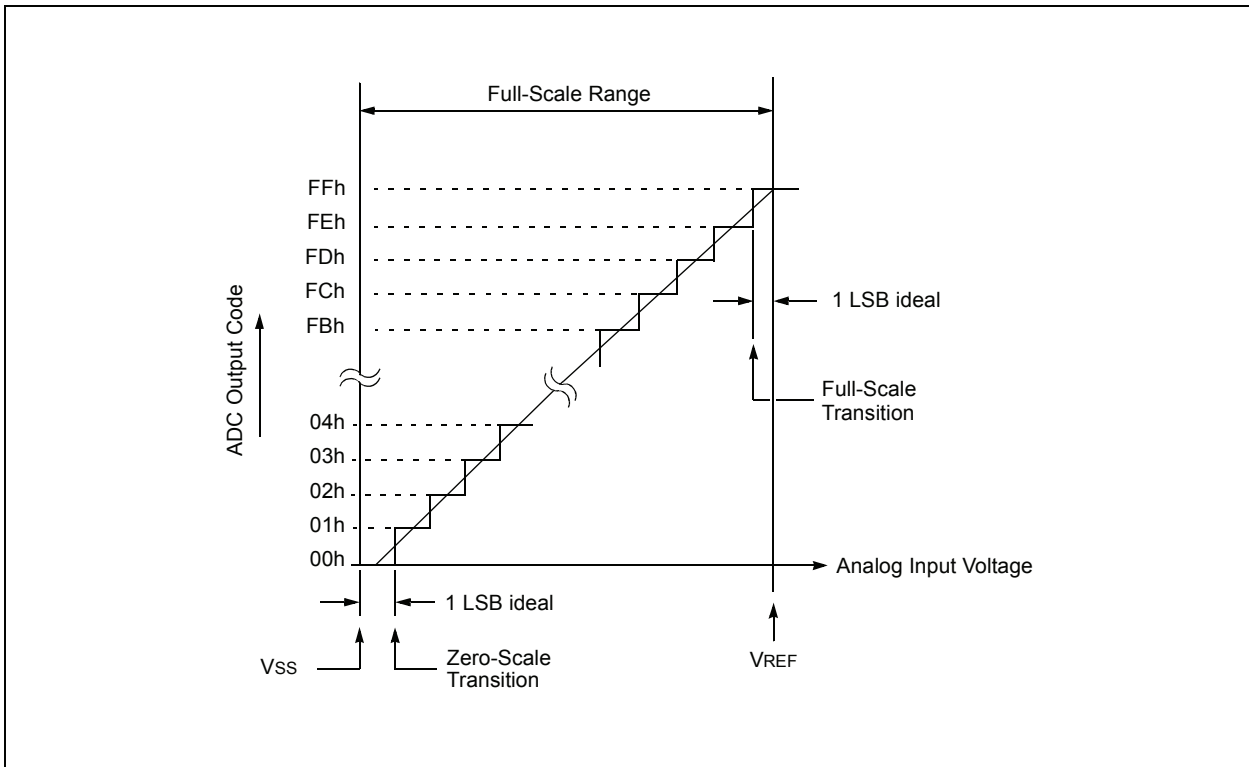 Full-Scale Range
FFh
FEh
FDh
FCh
FBh
1 LSB ideal
ADC Output Code
Full-Scale
Transition
04h
03h
02h
01h
00h
Analog Input Voltage
1 LSB ideal
VSS
Zero-Scale
Transition
VREF